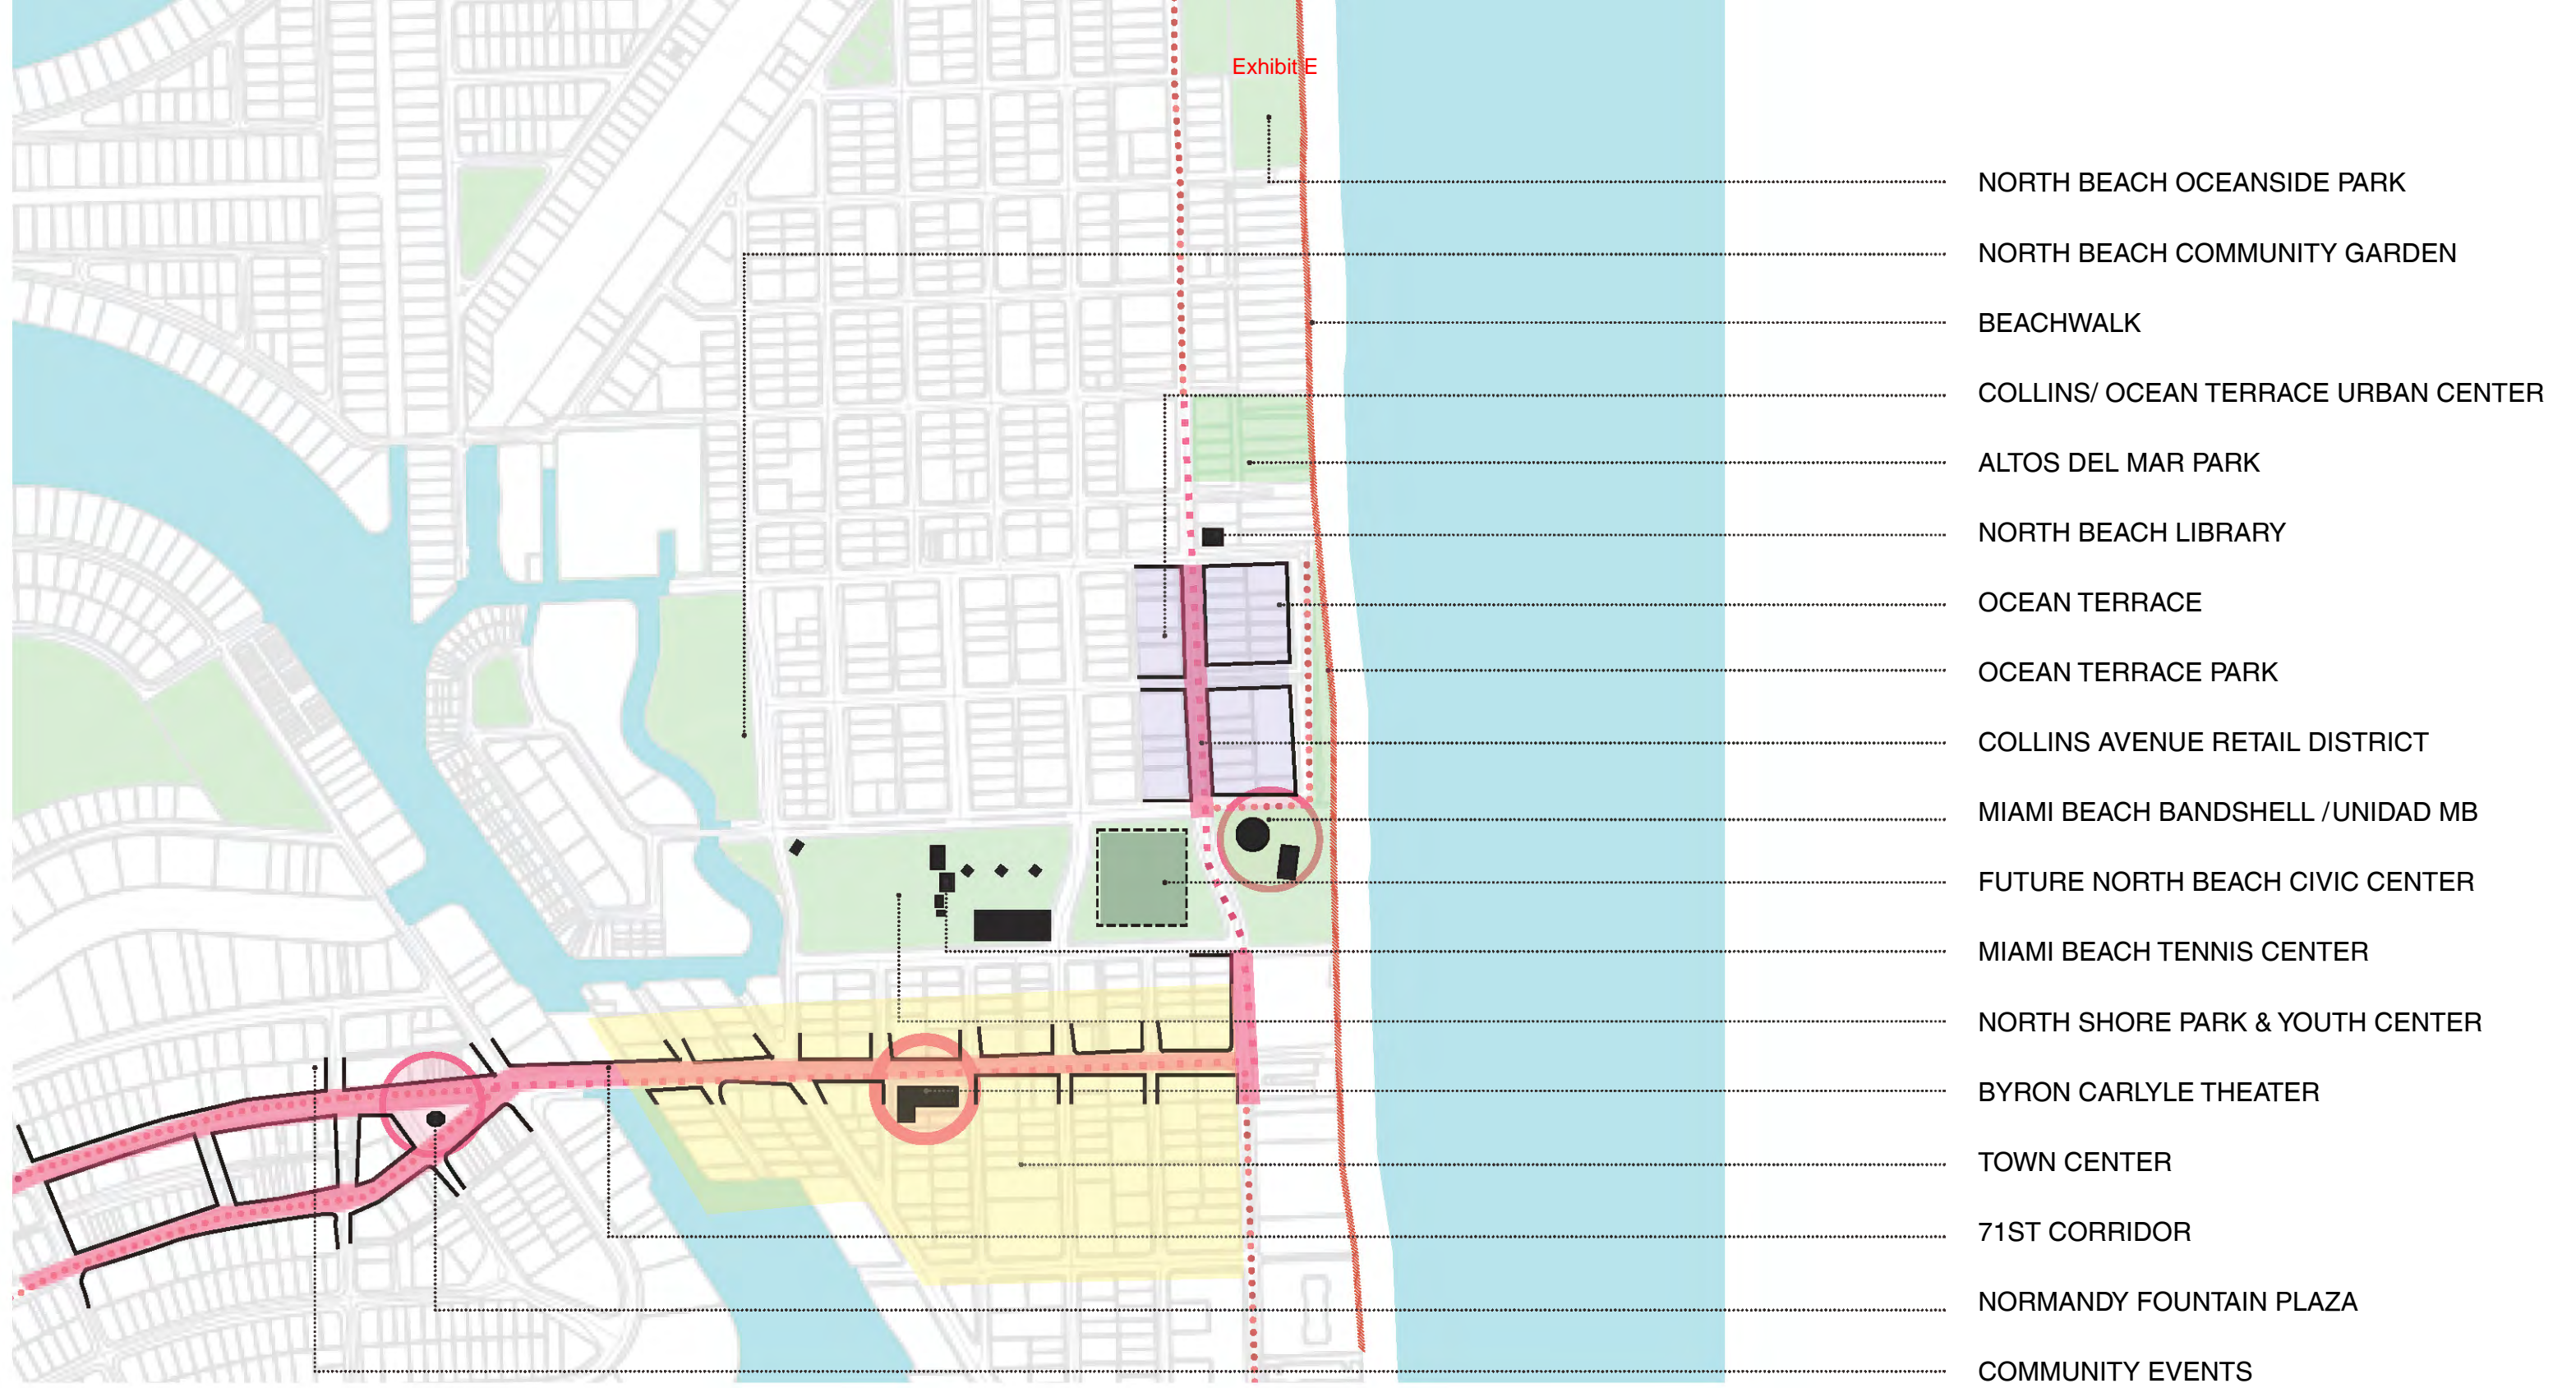 Exhibit E
NORTH BEACH OCEANSIDE PARK
NORTH BEACH COMMUNITY GARDEN
BEACHWALK
COLLINS/ OCEAN TERRACE URBAN CENTER
ALTOS DEL MAR PARK
NORTH BEACH LIBRARY
OCEAN TERRACE
OCEAN TERRACE PARK
COLLINS AVENUE RETAIL DISTRICT
MIAMI BEACH BANDSHELL / UNIDAD MB
FUTURE NORTH BEACH CIVIC CENTER
MIAMI BEACH TENNIS CENTER
NORTH SHORE PARK & YOUTH CENTER
BYRON CARLYLE THEATER
TOWN CENTER
71ST CORRIDOR
NORMANDY FOUNTAIN PLAZA
COMMUNITY EVENTS